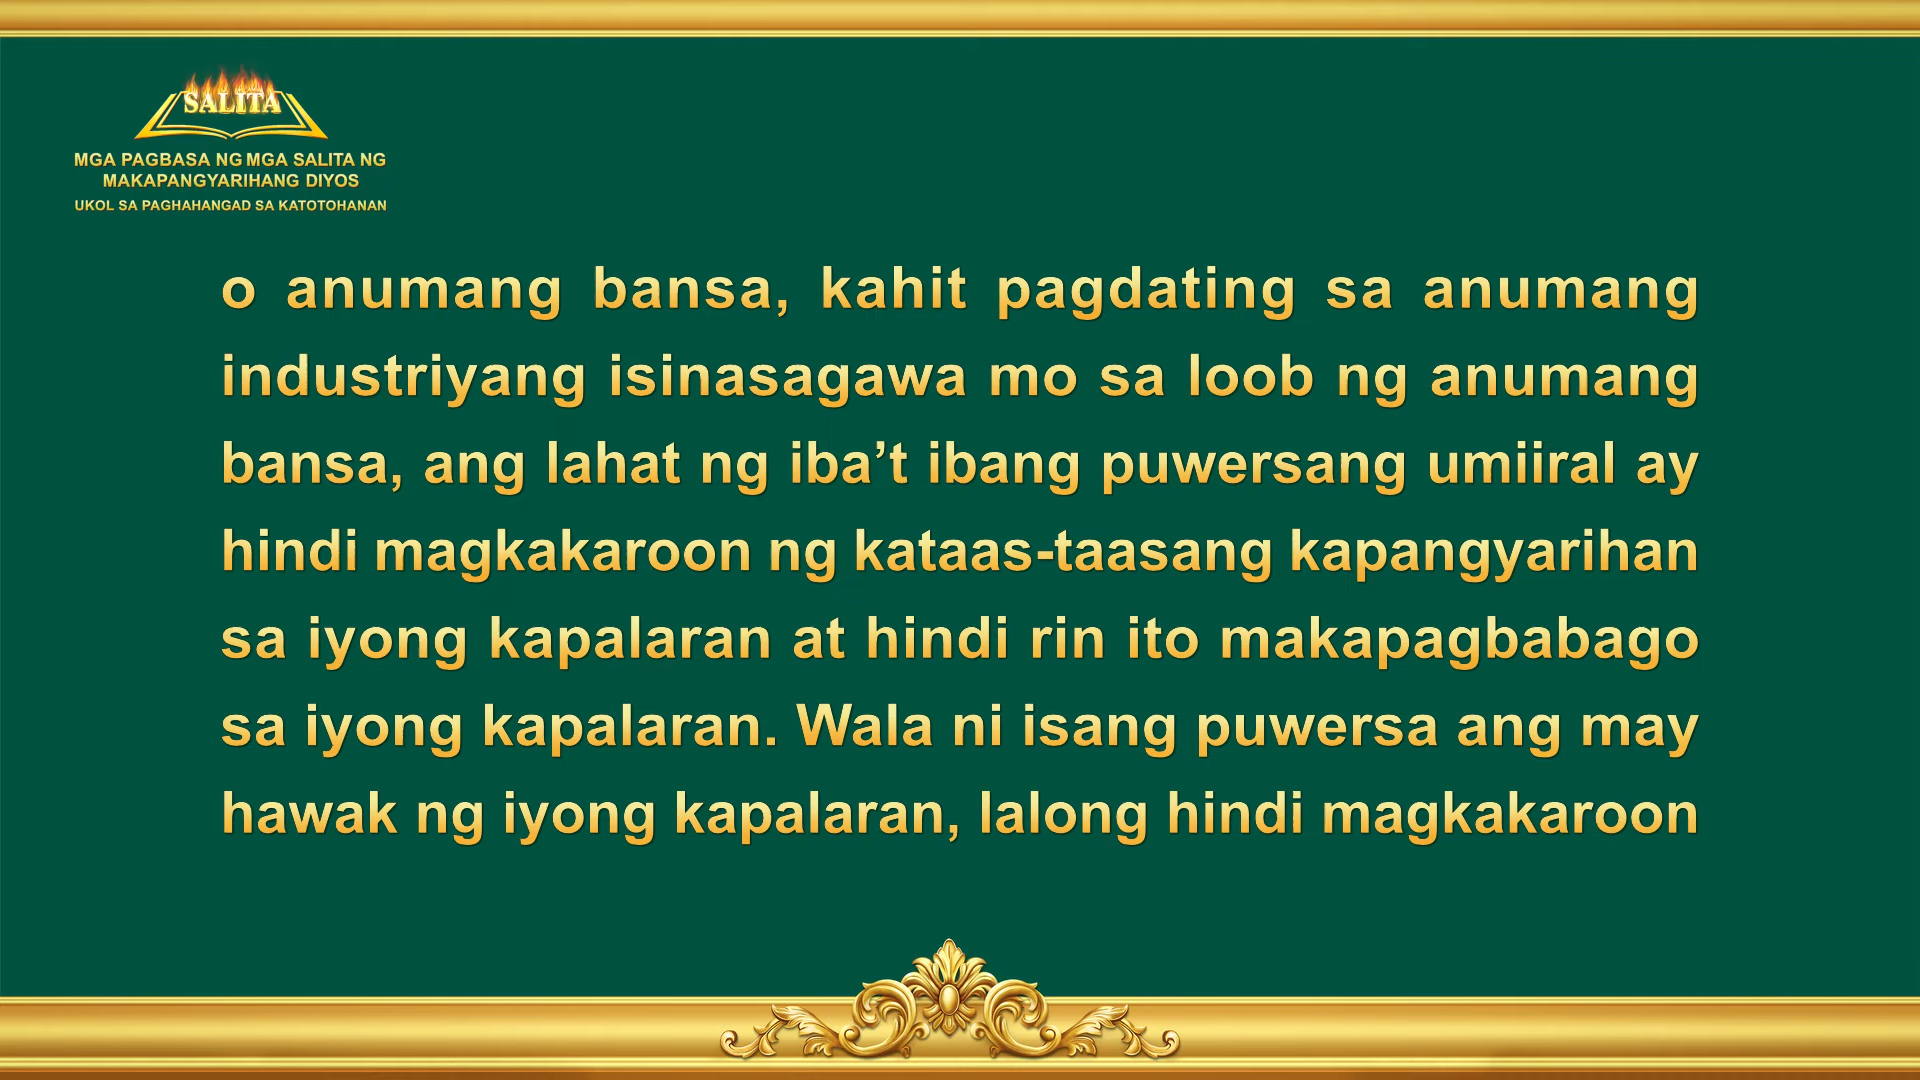 SALITA
MGA PAGBASA NG MGA SALITA NG
MAKAPANGYARIHANG DIYOS
UKOL SA PAGHAHANGAD SA KATOTOHANAN
o anumang bansa, kahit pagdating sa anumang
industriyang isinasagawa mo sa loob ng anumang
bansa, ang lahat ng iba’t ibang puwersang umiiral ay
hindi magkakaroon ng kataas-taasang kapangyarihan
sa iyong kapalaran at hindi rin ito makapagbabago
sa iyong kapalaran. Wala ni isang puwersa ang may
hawak ng iyong kapalaran, lalong hindi magkakaroon